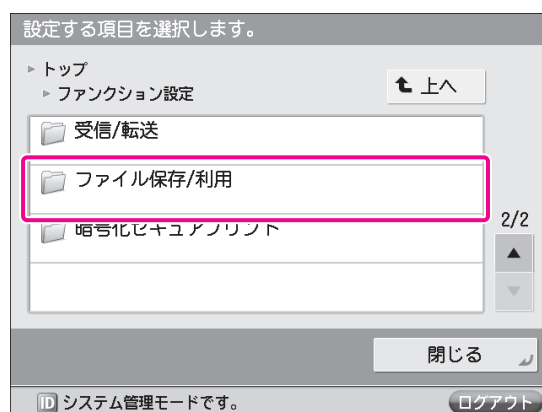 設定する項目を選択します。
トップ
ファンクション設定
上へ
受信/転送
ファイル保存/利用
暗号化セキュアプリント
2/2
閉じる
ID システム管理モードです。
ログアウト